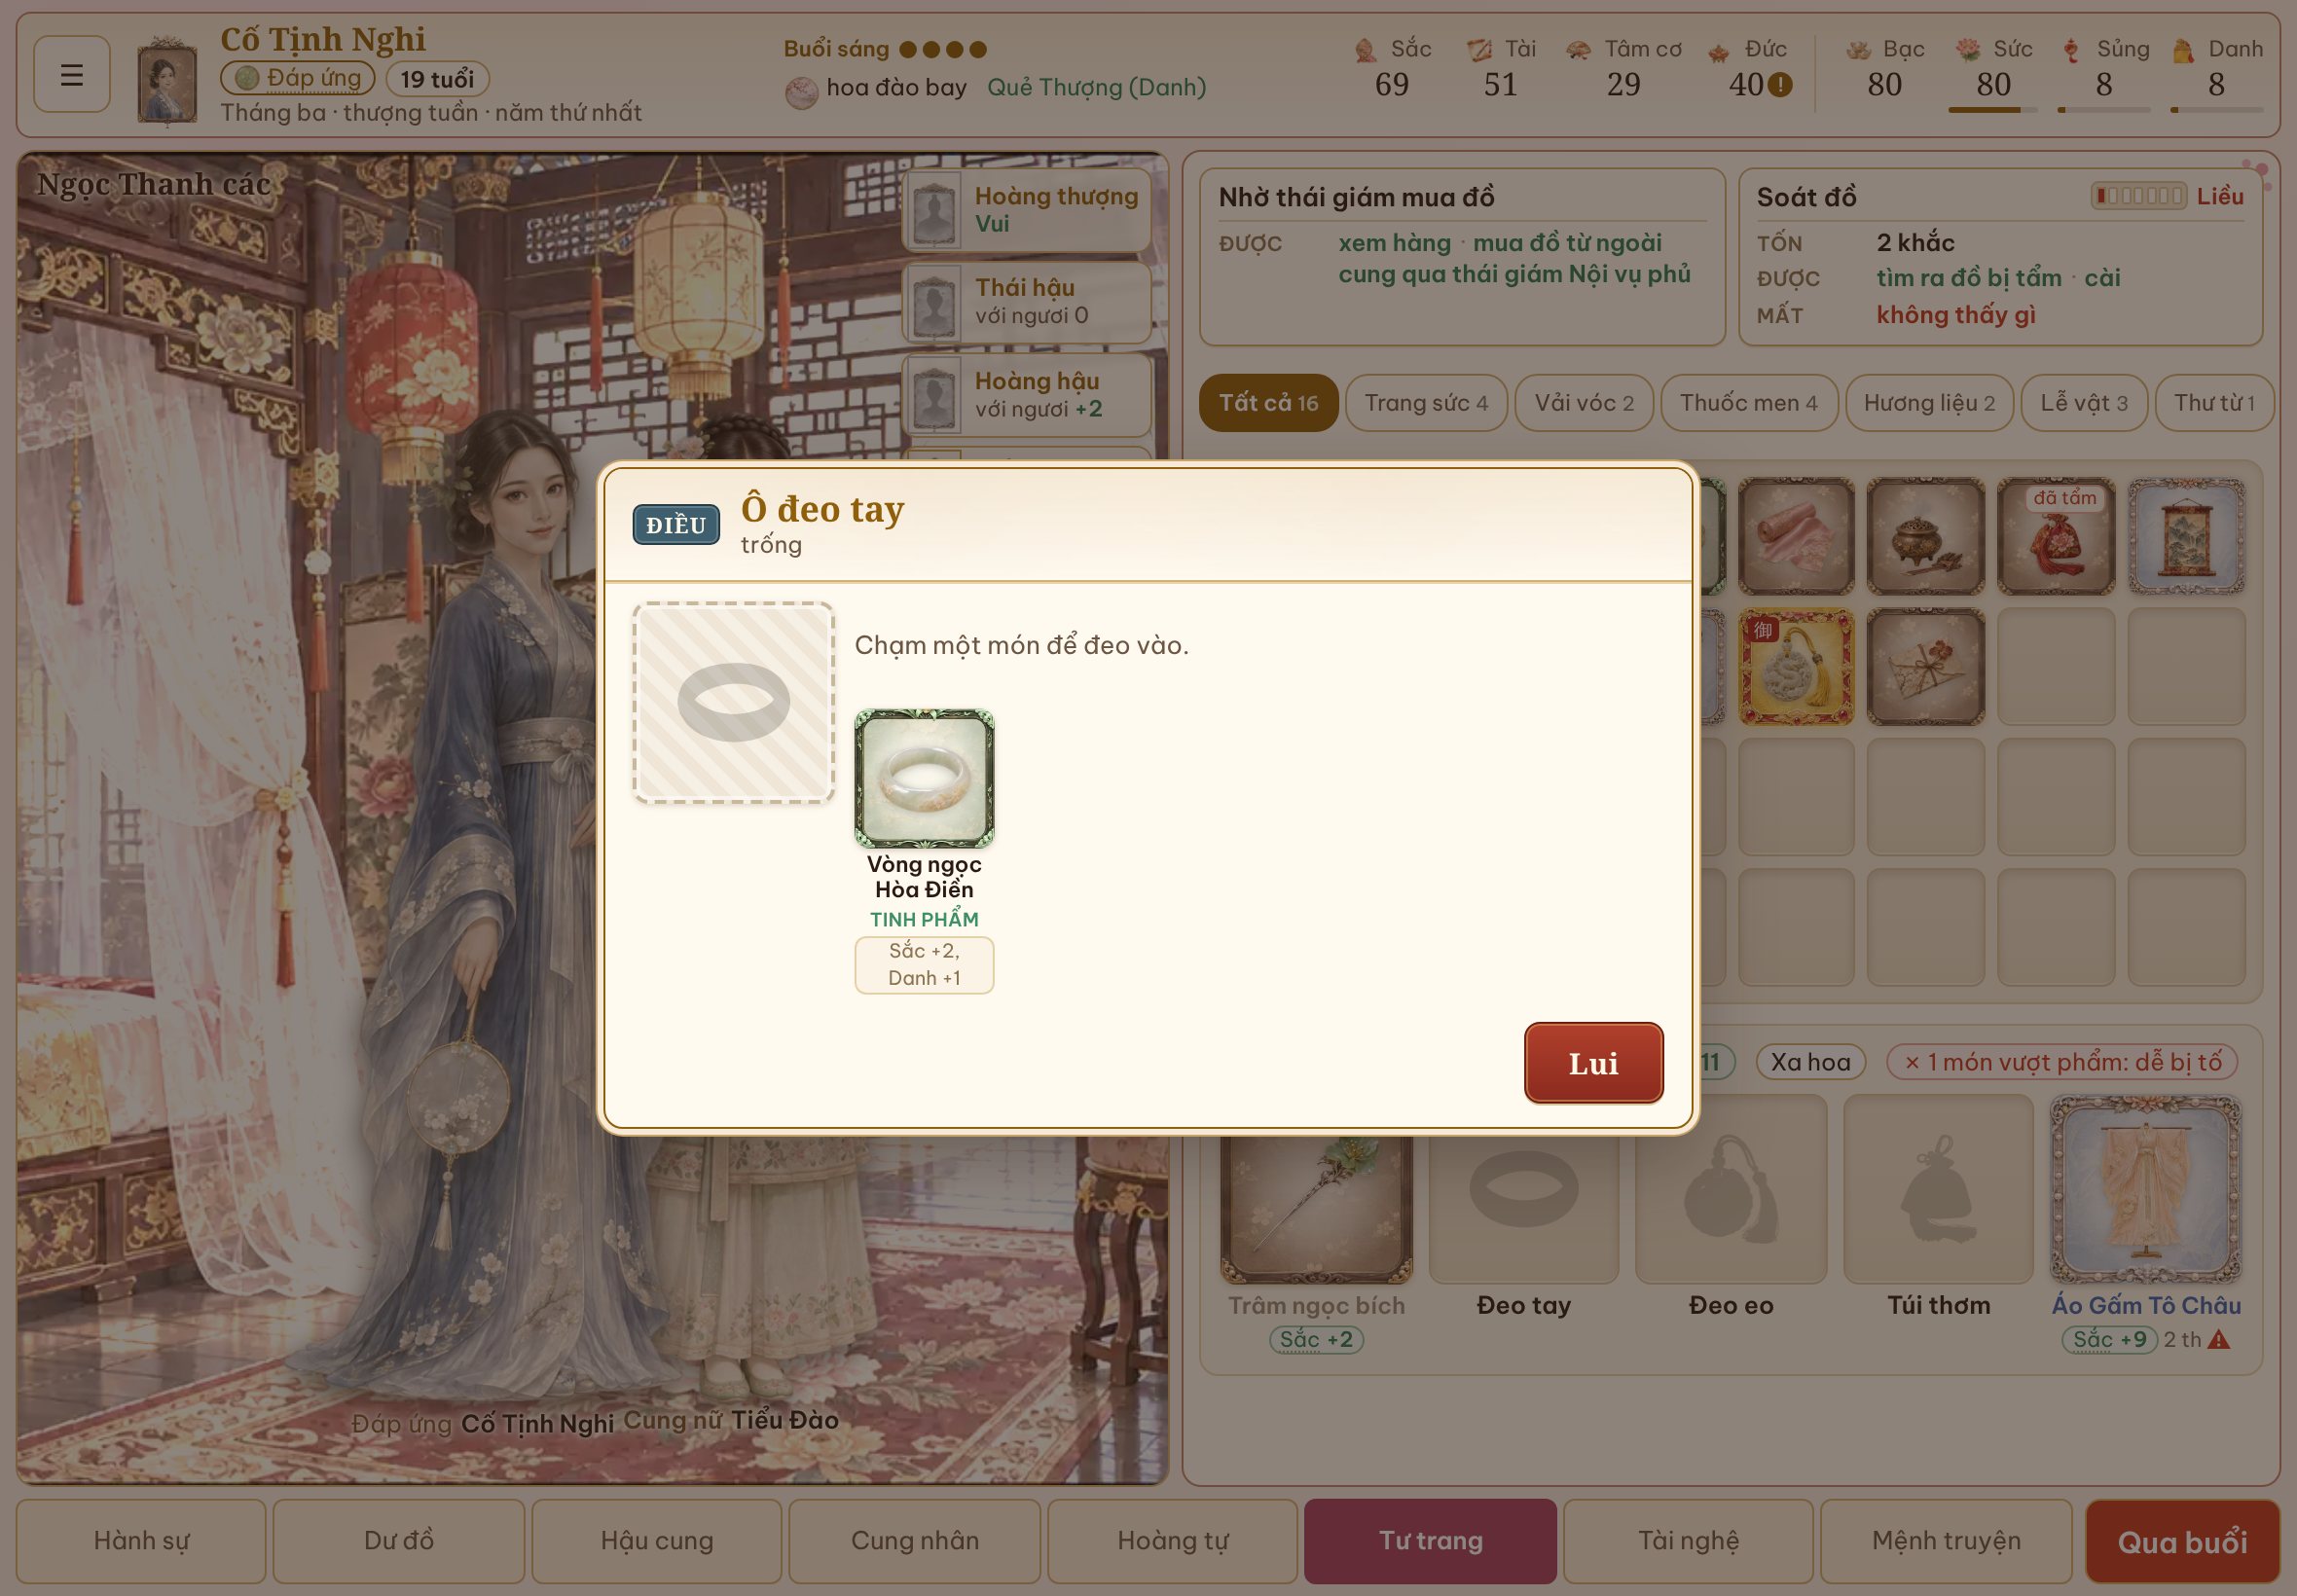 Cố Tịnh Nghi
Đáp ứng
19 tuổi
Tháng ba · thượng tuần · năm thứ nhất
Buổi sáng
hoa đào bay
Quẻ Thượng (Danh)
Sắc
69
Tài
51
Tâm cơ
29
Đức
40
!
Bạc
80
Sức
80
Sủng
8
Danh
8
Ngọc Thanh các
Hoàng thượng
Vui
Thái hậu
với ngươi 0
Hoàng hậu
với ngươi +2
Nhờ thái giám mua đồ
ĐƯỢC
xem hàng · mua đồ từ ngoài
cung qua thái giám Nội vụ phủ
Soát đồ
Liều
TỐN
2 khắc
ĐƯỢC
tìm ra đồ bị tẩm · cài
MẤT
không thấy gì
Tất cả 16
Trang sức 4
Vải vóc 2
Thuốc men 4
Hương liệu 2
Lễ vật 3
Thư từ 1
đã tẩm
御
ĐIỀU
Ô đeo tay
trống
Chạm một món để đeo vào.
Vòng ngọc
Hòa Điền
TINH PHẨM
Sắc +2,
Danh +1
Lui
11
Xa hoa
× 1 món vượt phẩm: dễ bị tố
Trâm ngọc bích
Sắc +2
Đeo tay
Đeo eo
Túi thơm
Áo Gấm Tô Châu
Sắc +9
2 th
Đáp ứng Cố Tịnh Nghi
Cung nữ Tiểu Đào
Hành sự
Dư đồ
Hậu cung
Cung nhân
Hoàng tự
Tư trang
Tài nghệ
Mệnh truyện
Qua buổi